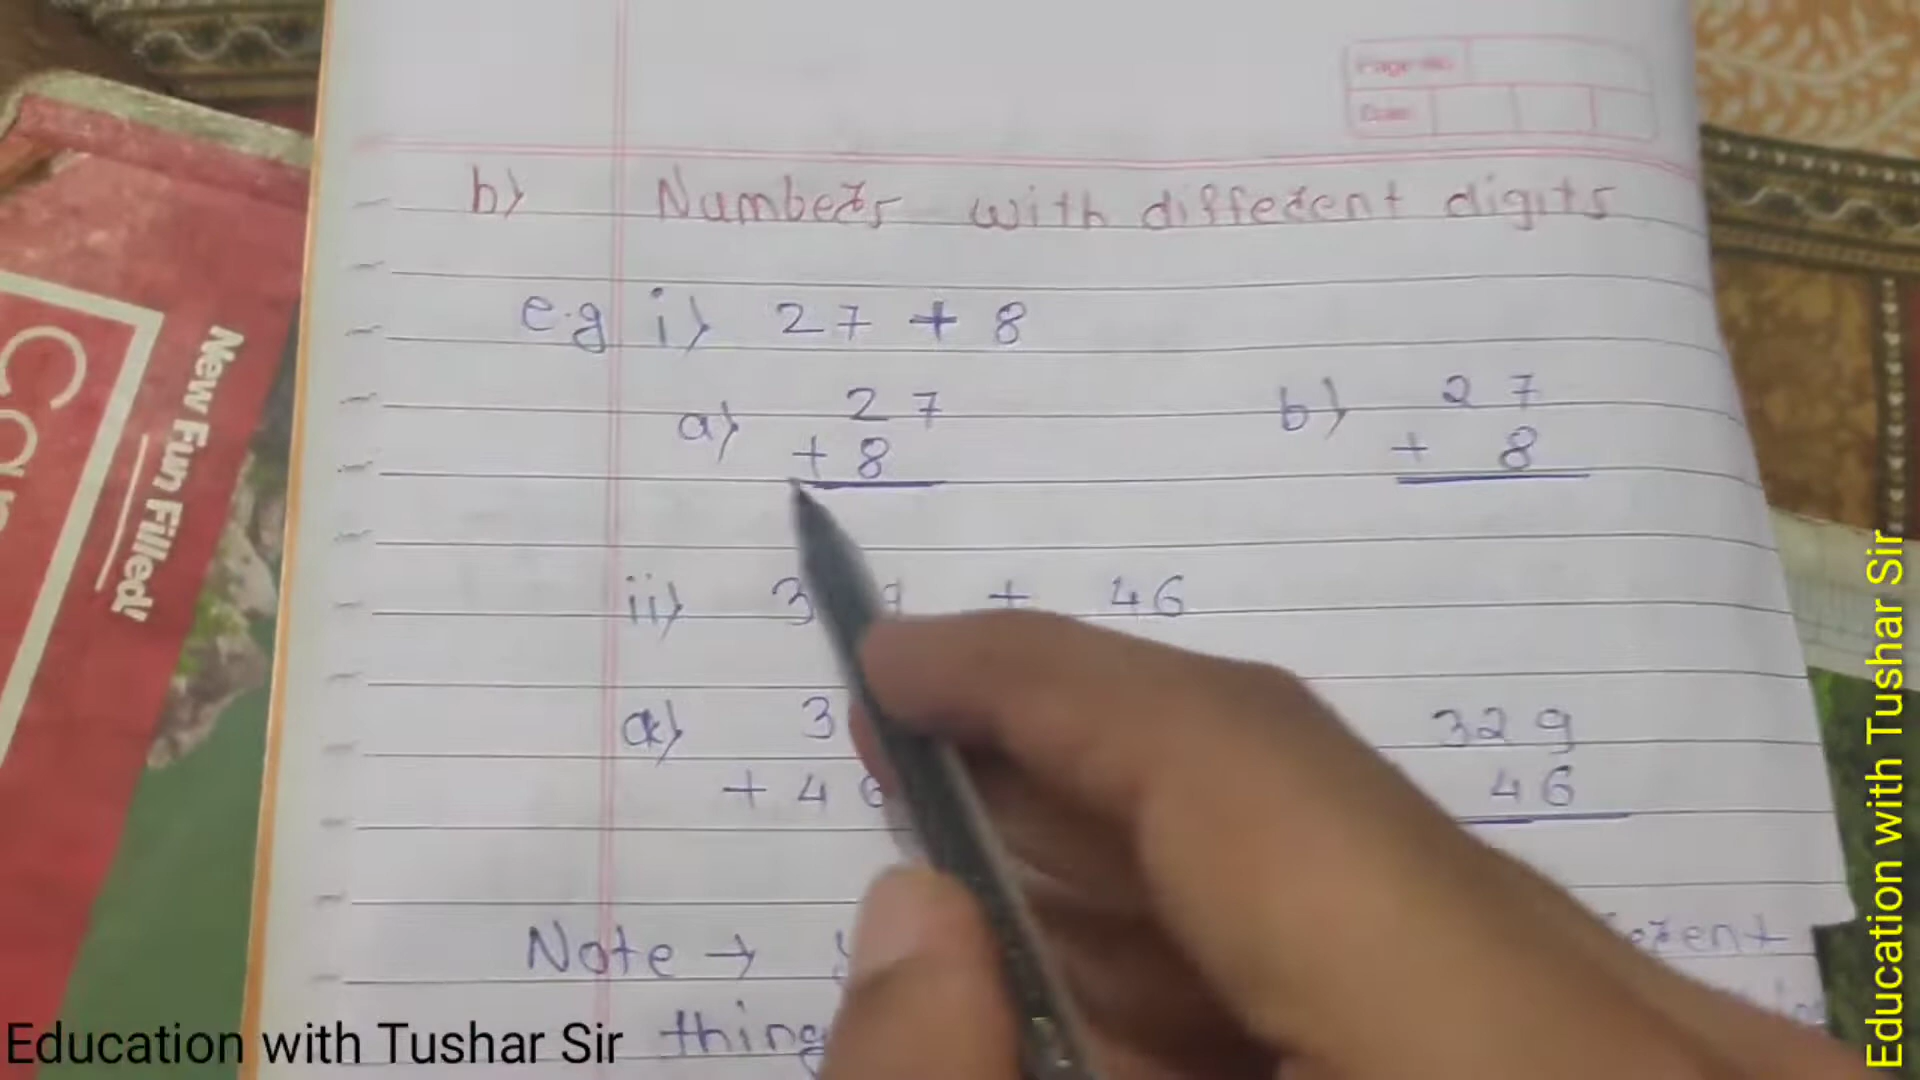 Page No.
Date
b) Numbers with different digits
e.g i) 27 + 8
a) 27
+ 8
b) 27
+ 8
ii) 3 + 46
a) 3
+ 4 6
329
46
Note →
thing
New Fun Filled!
Education with Tushar Sir
Education with Tushar Sir